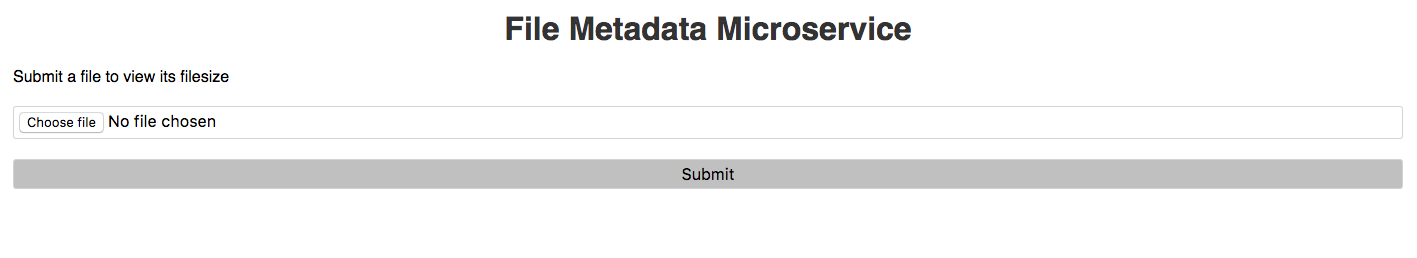 File Metadata Microservice
Submit a file to view its filesize
Choose file No file chosen
Submit